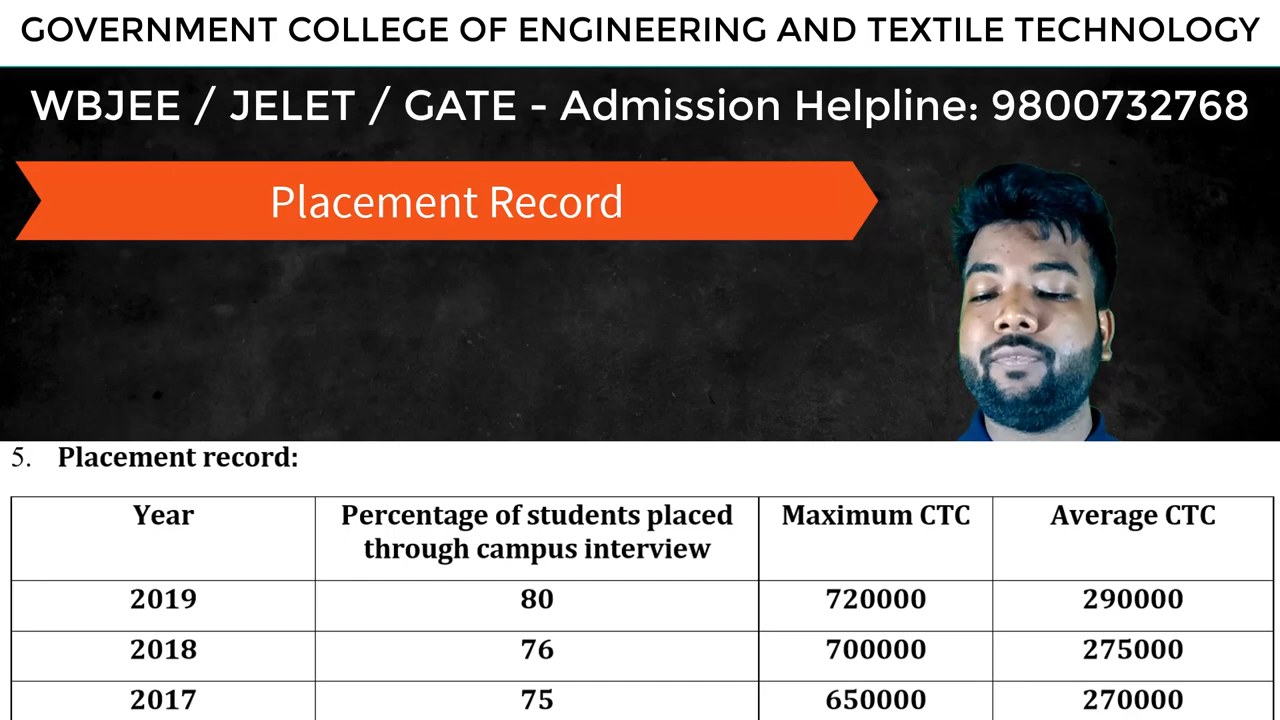 GOVERNMENT COLLEGE OF ENGINEERING AND TEXTILE TECHNOLOGY
WBJEE / JELET / GATE - Admission Helpline: 9800732768
Placement Record
5. Placement record:
Year Percentage of students placed through campus interview Maximum CTC Average CTC
2019 80 720000 290000
2018 76 700000 275000
2017 75 650000 270000